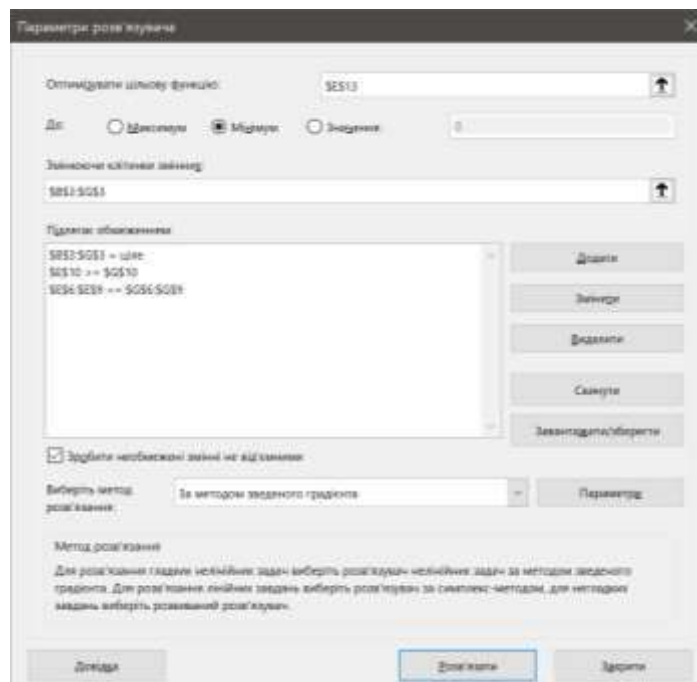 Параметри розв'язувача
Оптимізувати цільову функцію: $E$13
До: Максимум Мінімум Значення: 0
Змінюючи клітинки змінних:
$B$3:$G$3
Підлягає обмеженням:
$B$3:$G$3 = ціле
$E$10 >= $G$10
$E$6:$E$9 <= $G$6:$G$9
Додати
Змінити
Видалити
Скинути
Завантажити/зберегти
Зробити необмежені змінні не від'ємними
Виберіть метод розв'язання: За методом зведеного градієнта Параметри
Метод розв'язання
Для розв'язання гладких нелінійних задач виберіть розв'язувач нелінійних задач за методом зведеного
градієнта. Для розв'язання лінійних завдань виберіть розв'язувач за симплекс-методом, для негладких
завдань виберіть розвиваний розв'язувач.
Довідка Розв'язати Закрити